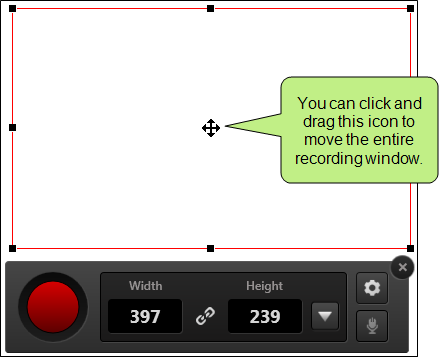 You can click and
drag this icon to
move the entire
recording window.
Width
Height
397
239